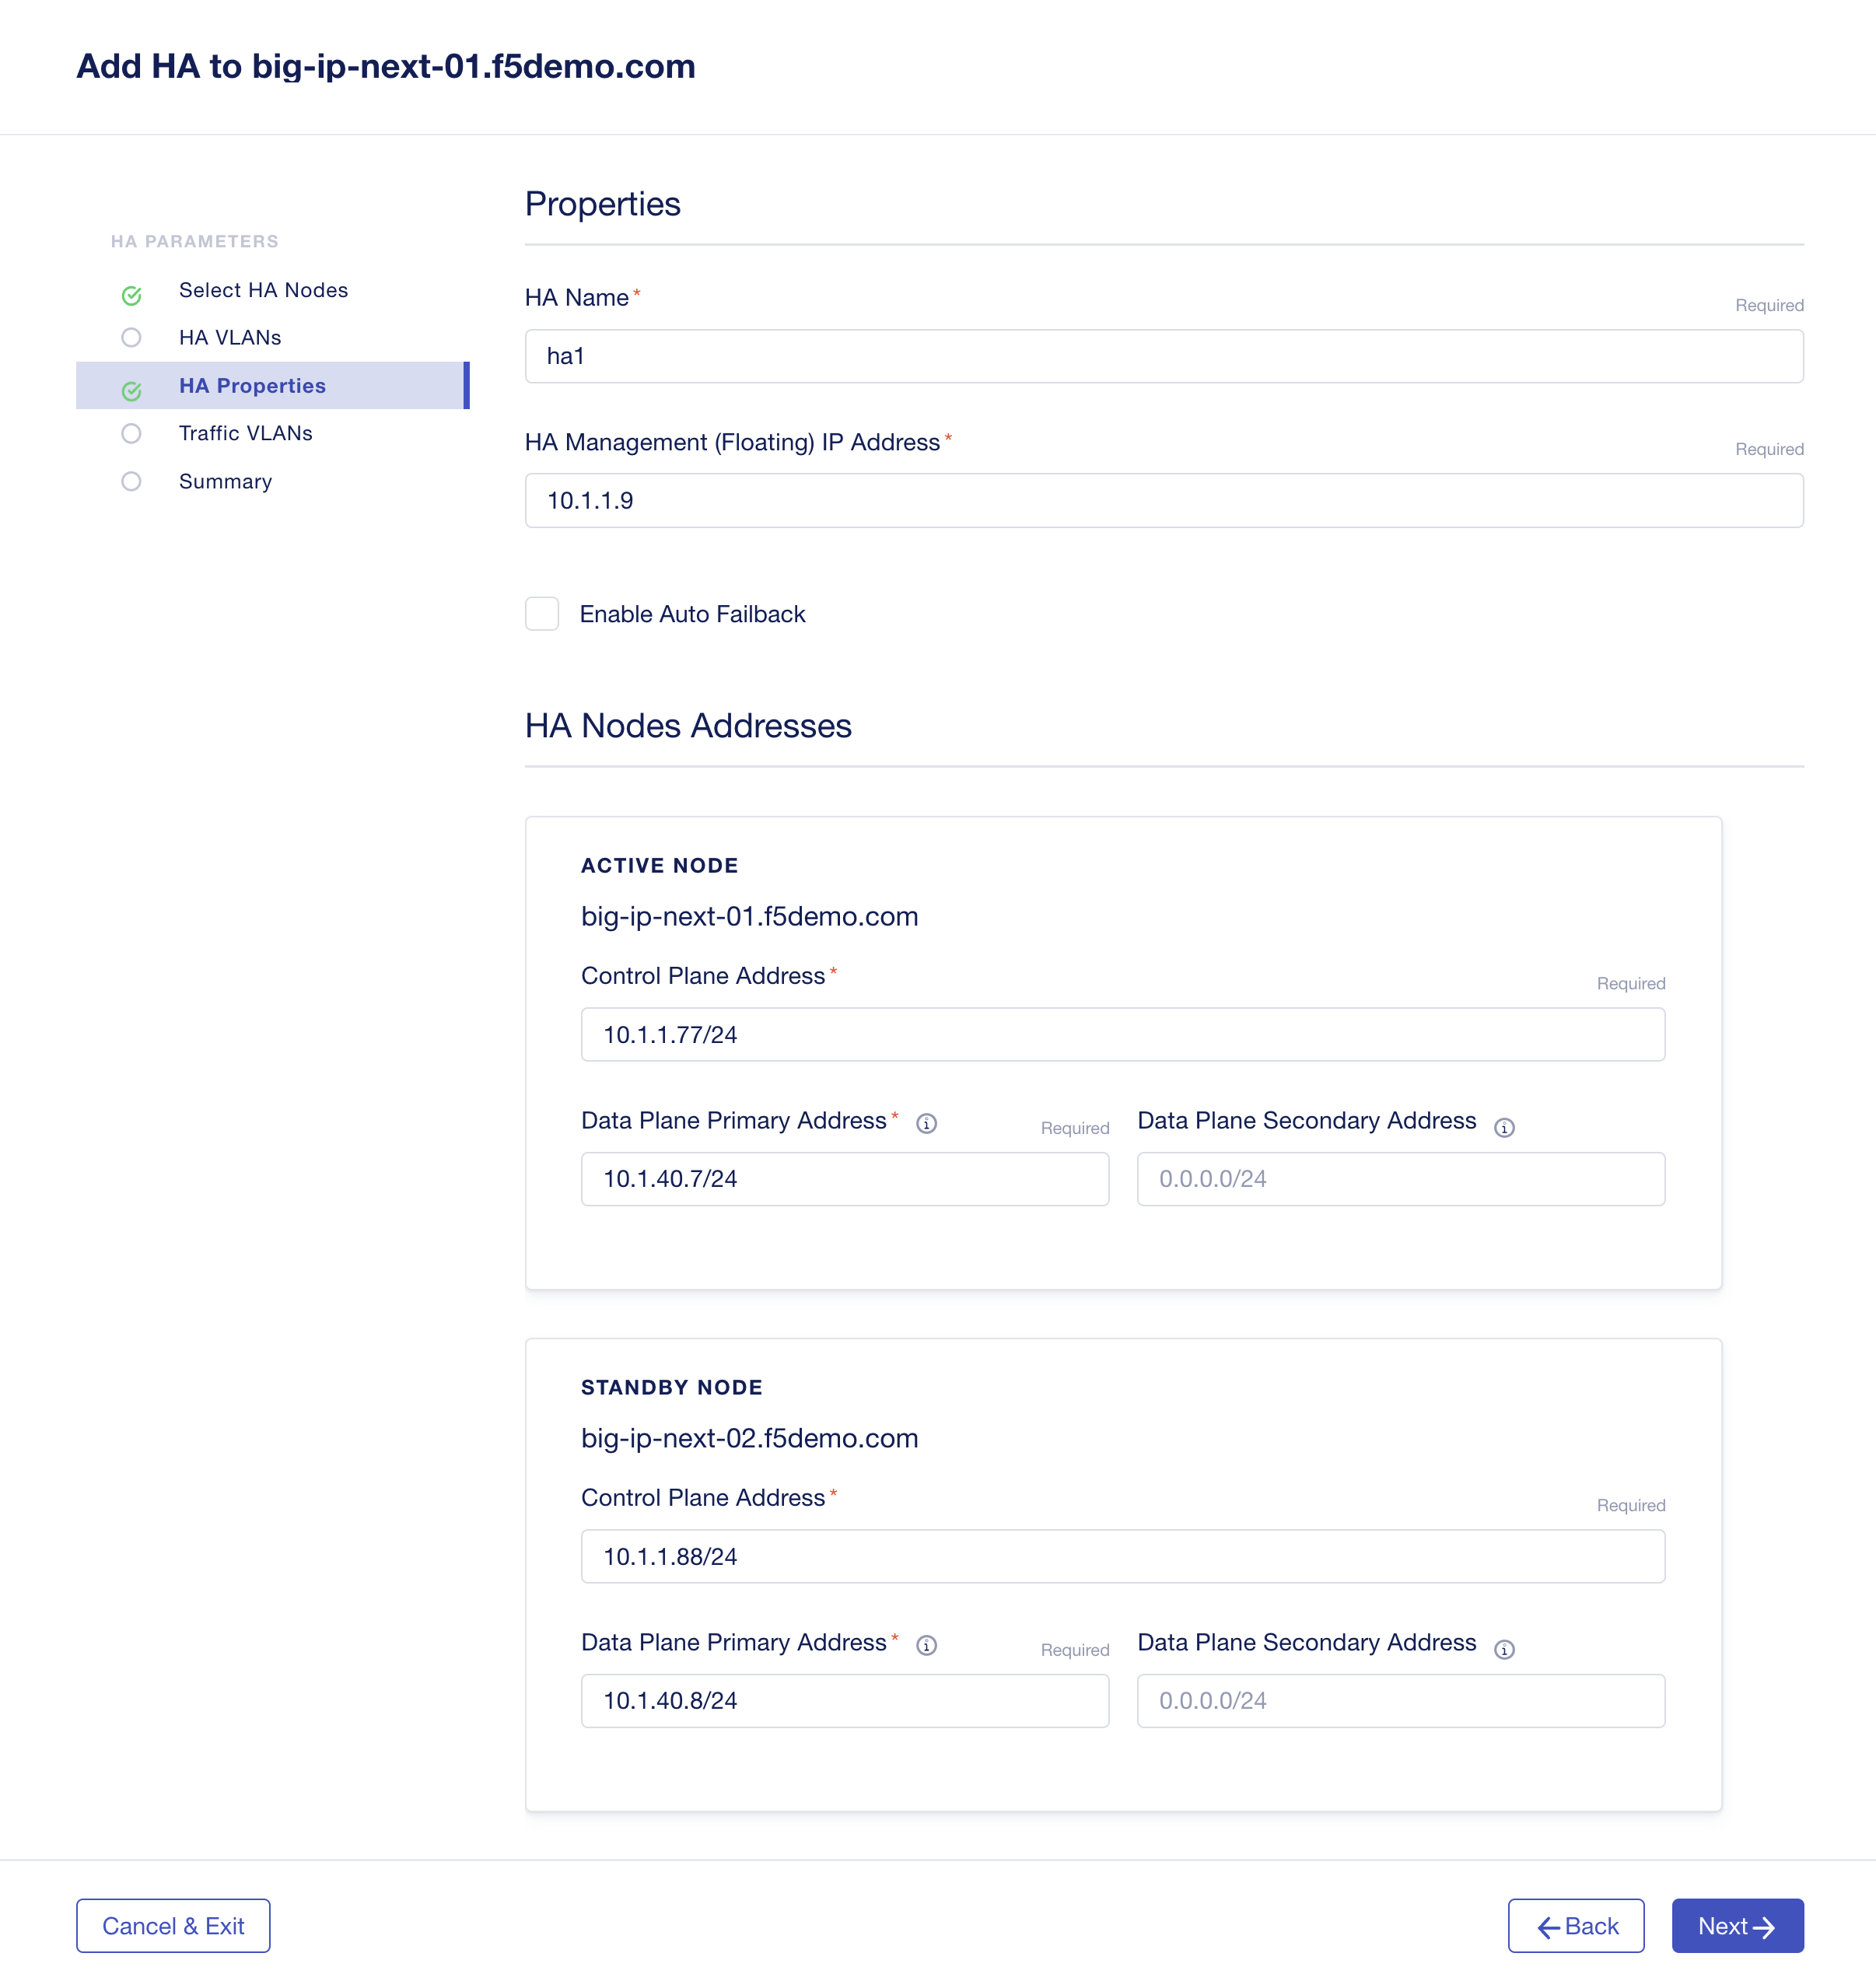 Add HA to big-ip-next-01.f5demo.com
HA PARAMETERS
Select HA Nodes
HA VLANs
HA Properties
Traffic VLANs
Summary
Properties
HA Name* Required
ha1
HA Management (Floating) IP Address* Required
10.1.1.9
Enable Auto Failback
HA Nodes Addresses
ACTIVE NODE
big-ip-next-01.f5demo.com
Control Plane Address* Required
10.1.1.77/24
Data Plane Primary Address* Required Data Plane Secondary Address
10.1.40.7/24 0.0.0.0/24
STANDBY NODE
big-ip-next-02.f5demo.com
Control Plane Address* Required
10.1.1.88/24
Data Plane Primary Address* Required Data Plane Secondary Address
10.1.40.8/24 0.0.0.0/24
Cancel & Exit Back Next